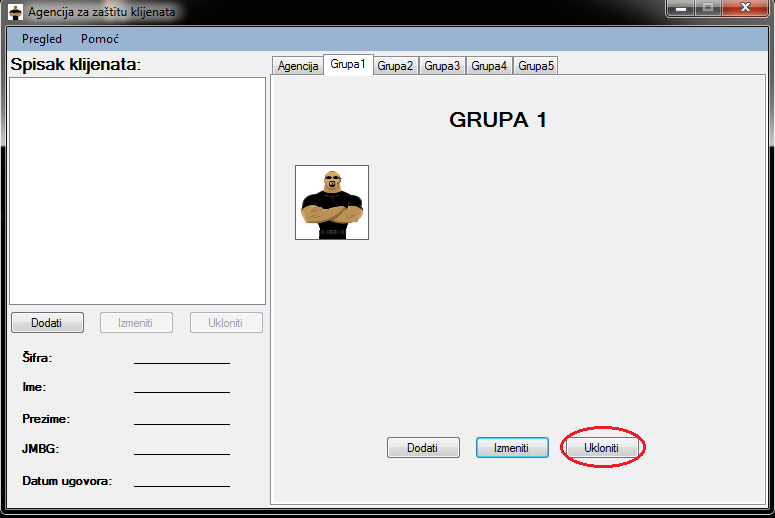 Agencija za zaštitu klijenata
Pregled Pomoć
Spisak klijenata:
Dodati Izmeniti Ukloniti
Šifra:
Ime:
Prezime:
JMBG:
Datum ugovora:
Agencija Grupa1 Grupa2 Grupa3 Grupa4 Grupa5
GRUPA 1
Dodati Izmeniti Ukloniti